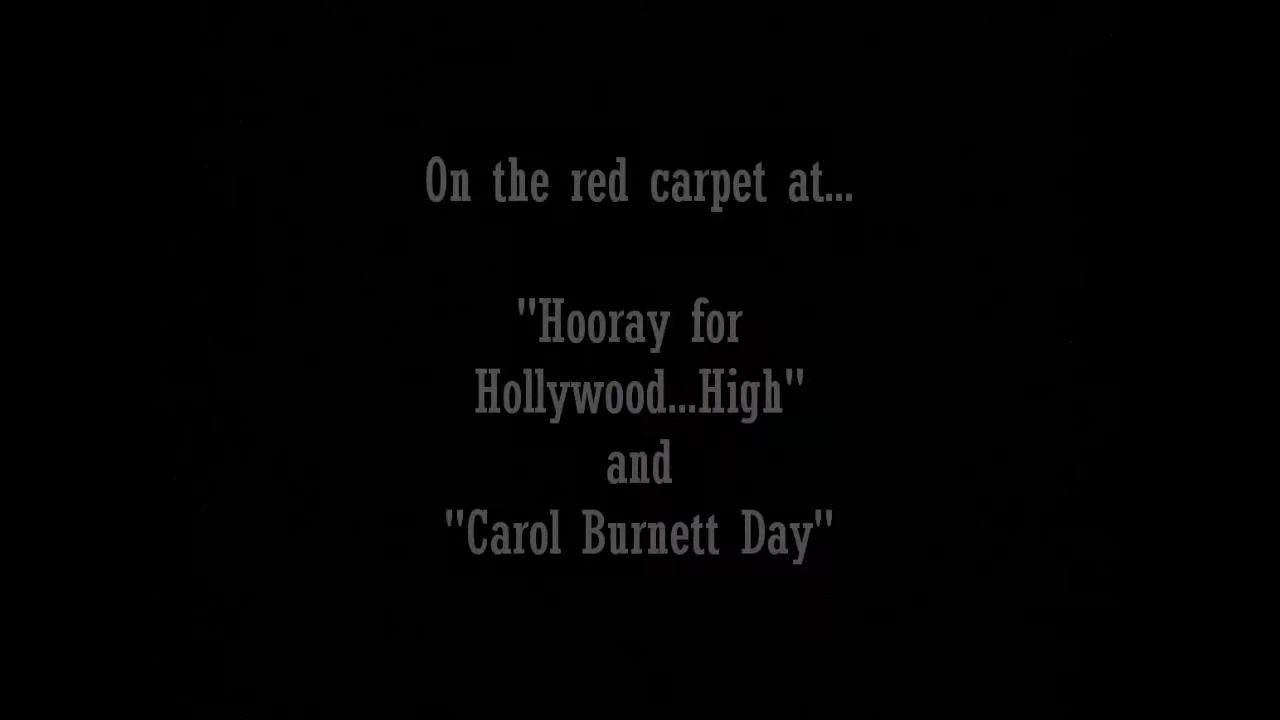 On the red carpet at...
"Hooray for
Hollywood...High"
and
"Carol Burnett Day"